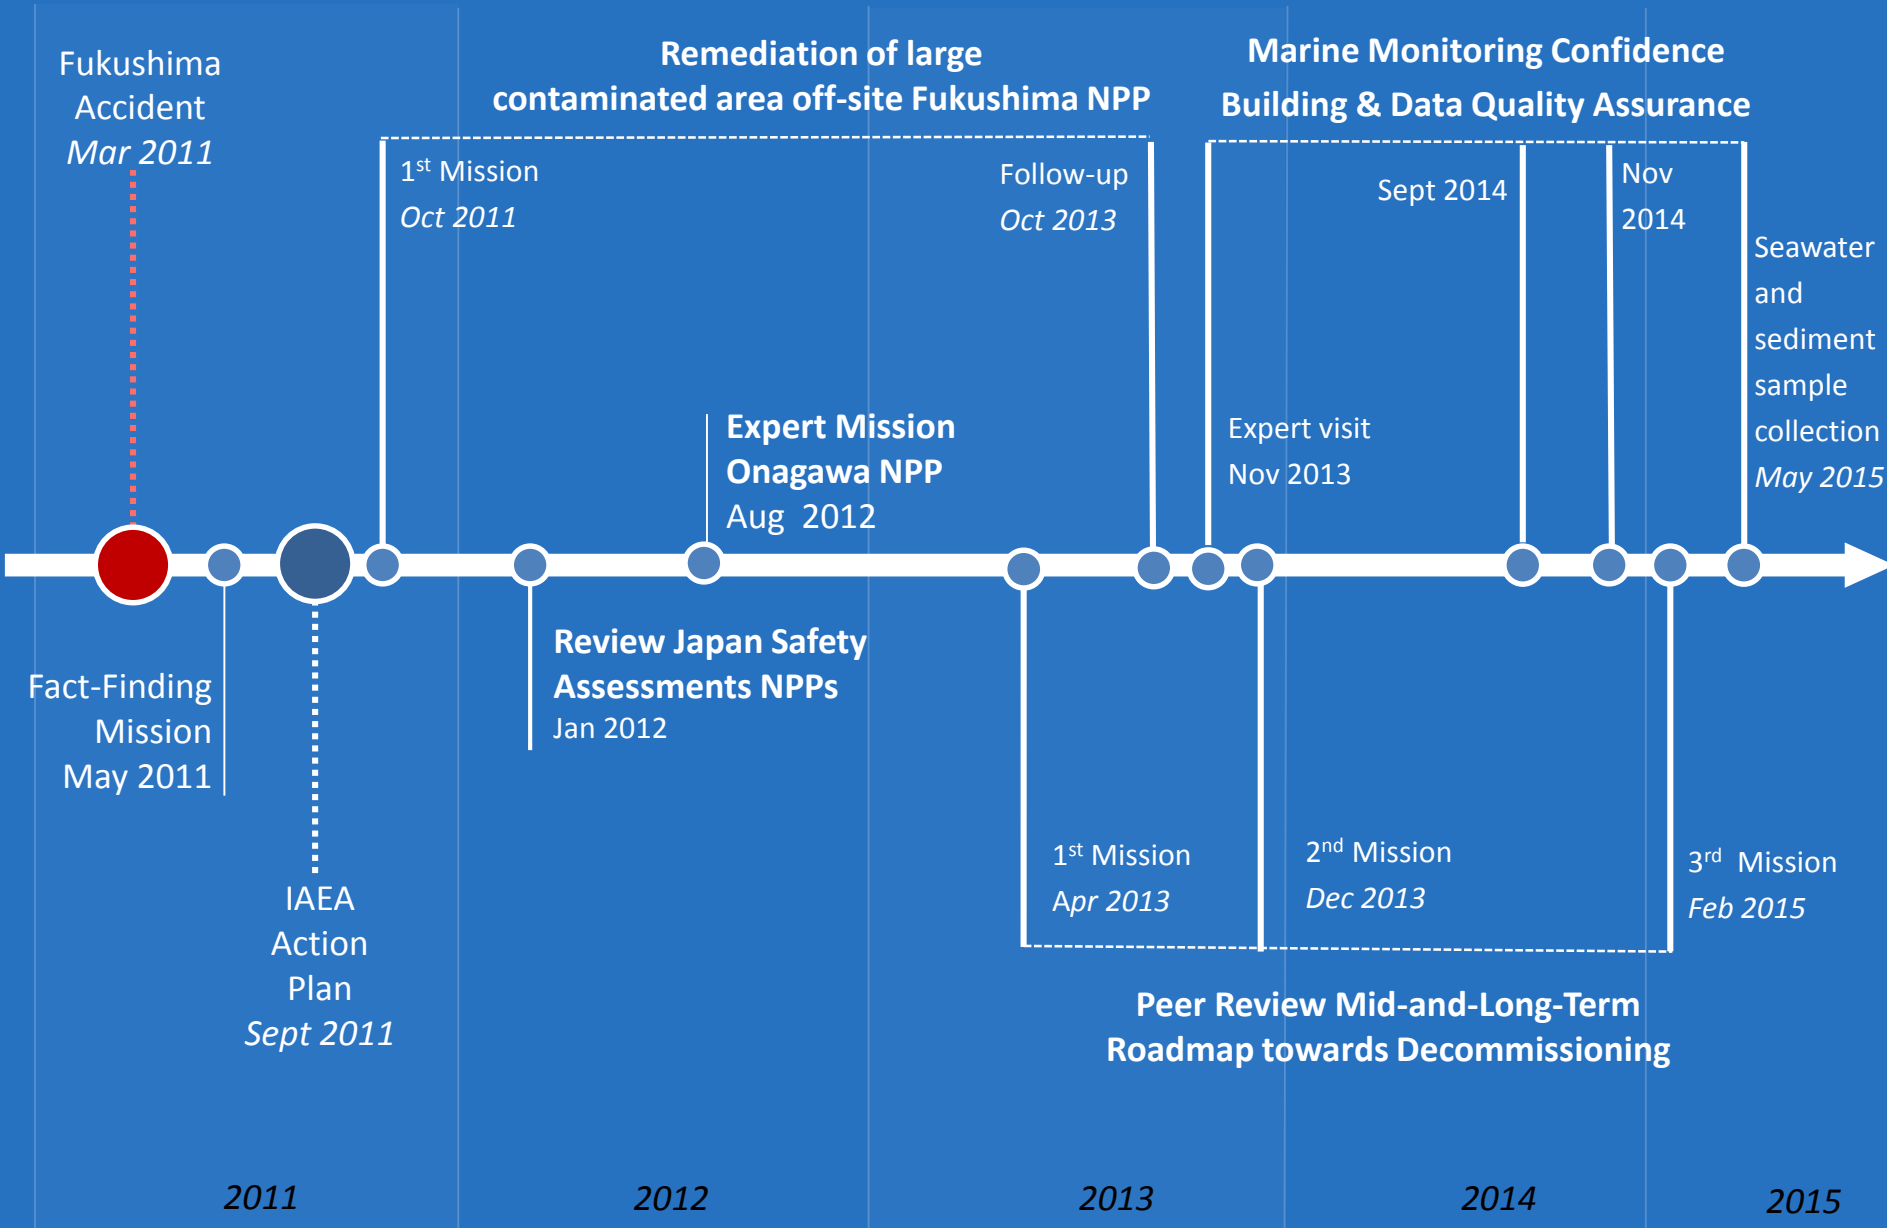 Fukushima
Accident
Mar 2011
Remediation of large
contaminated area off-site Fukushima NPP
Marine Monitoring Confidence
Building & Data Quality Assurance
1st Mission
Oct 2011
Follow-up
Oct 2013
Sept 2014
Nov
2014
Seawater
and
sediment
sample
collection
May 2015
Expert Mission
Onagawa NPP
Aug 2012
Expert visit
Nov 2013
Fact-Finding
Mission
May 2011
Review Japan Safety
Assessments NPPs
Jan 2012
IAEA
Action
Plan
Sept 2011
1st Mission
Apr 2013
2nd Mission
Dec 2013
3rd Mission
Feb 2015
Peer Review Mid-and-Long-Term
Roadmap towards Decommissioning
2011
2012
2013
2014
2015